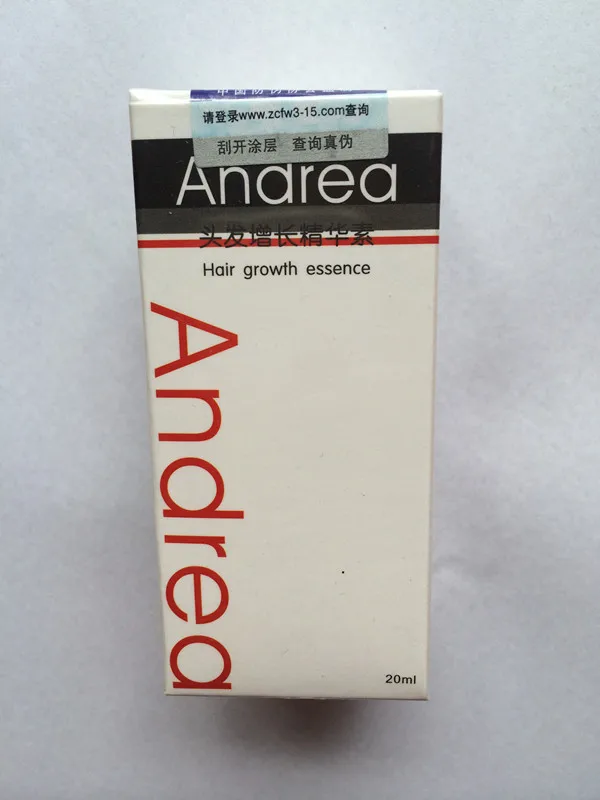 请登录www.zcfw3-15.com查询
刮开涂层 查询真伪
Andrea
头发增长精华素
Hair growth essence
Andrea
20ml